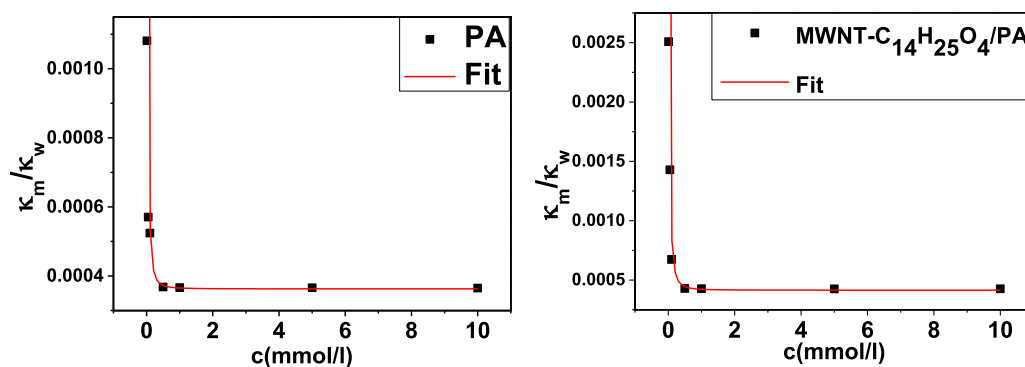 PA
Fit
0.0010
0.0008
0.0006
0.0004
κm/κw
0 2 4 6 8 10
c(mmol/l)
MWNT-C14H25O4/PA
Fit
0.0025
0.0020
0.0015
0.0010
0.0005
κm/κw
0 2 4 6 8 10
c(mmol/l)